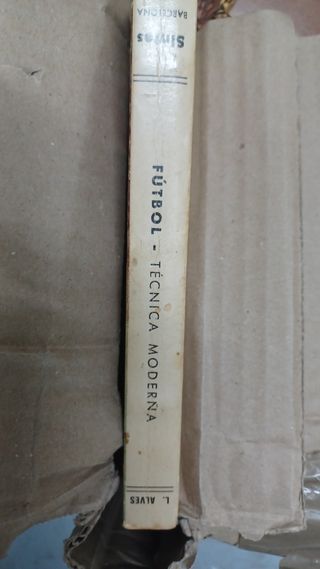 L. ALVES
FÚTBOL - TÉCNICA MODERNA
Sintes
BARCELONA